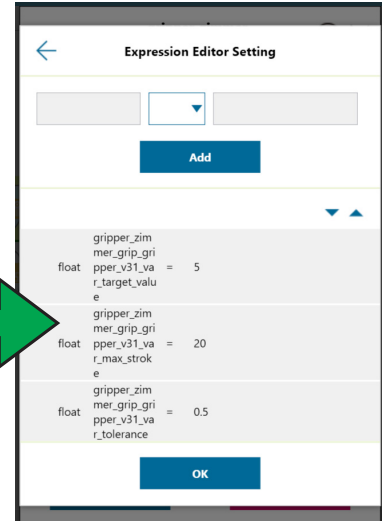 Expression Editor Setting
Add
gripper_zim
mer_grip_gri
float pper_v31_va = 5
r_target_valu
e
gripper_zim
mer_grip_gri
float pper_v31_va = 20
r_max_strok
e
gripper_zim
mer_grip_gri
float pper_v31_va = 0.5
r_tolerance
OK